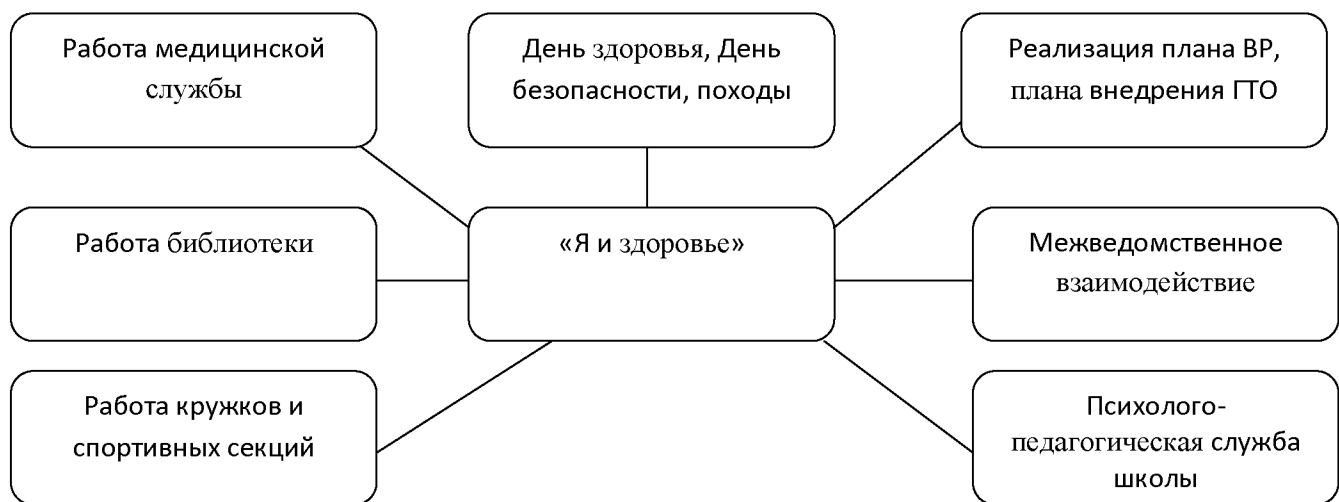 Работа медицинской
службы
День здоровья, День
безопасности, походы
Реализация плана ВР,
плана внедрения ГТО
Работа библиотеки
«Я и здоровье»
Межведомственное
взаимодействие
Работа кружков и
спортивных секций
Психолого-
педагогическая служба
школы